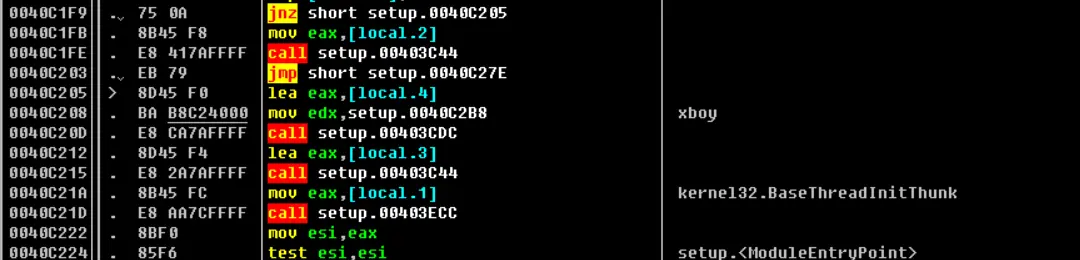 0040C1F9 .⌄ 75 0A jnz short setup.0040C205
0040C1FB . 8B45 F8 mov eax,[local.2]
0040C1FE . E8 417AFFFF call setup.00403C44
0040C203 .⌄ EB 79 jmp short setup.0040C27E
0040C205 > 8D45 F0 lea eax,[local.4]
0040C208 . BA B8C24000 mov edx,setup.0040C2B8 xboy
0040C20D . E8 CA7AFFFF call setup.00403CDC
0040C212 . 8D45 F4 lea eax,[local.3]
0040C215 . E8 2A7AFFFF call setup.00403C44
0040C21A . 8B45 FC mov eax,[local.1] kernel32.BaseThreadInitThunk
0040C21D . E8 AA7CFFFF call setup.00403ECC
0040C222 . 8BF0 mov esi,eax
0040C224 . 85F6 test esi,esi setup.<ModuleEntryPoint>